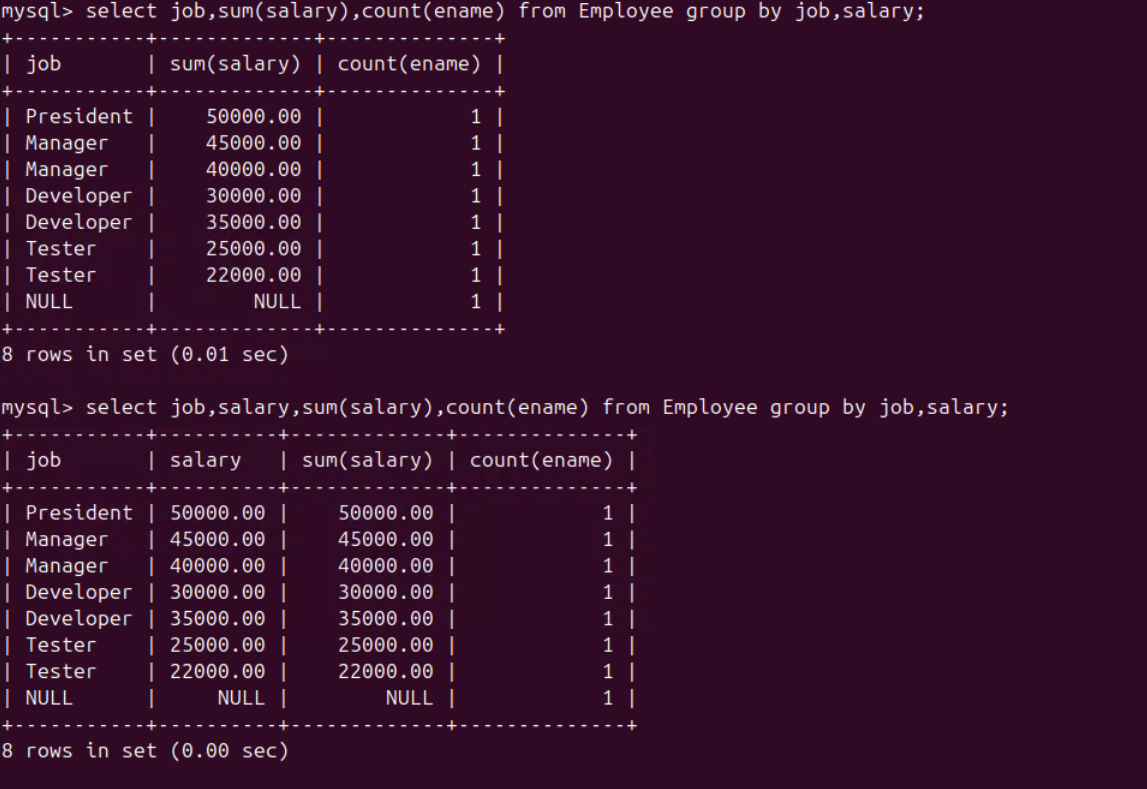 mysql> select job,sum(salary),count(ename) from Employee group by job,salary;
+-----------+-------------+--------------+
| job       | sum(salary) | count(ename) |
+-----------+-------------+--------------+
| President |    50000.00 |            1 |
| Manager   |    45000.00 |            1 |
| Manager   |    40000.00 |            1 |
| Developer |    30000.00 |            1 |
| Developer |    35000.00 |            1 |
| Tester    |    25000.00 |            1 |
| Tester    |    22000.00 |            1 |
| NULL      |        NULL |            1 |
+-----------+-------------+--------------+
8 rows in set (0.01 sec)

mysql> select job,salary,sum(salary),count(ename) from Employee group by job,salary;
+-----------+----------+-------------+--------------+
| job       | salary   | sum(salary) | count(ename) |
+-----------+----------+-------------+--------------+
| President | 50000.00 |    50000.00 |            1 |
| Manager   | 45000.00 |    45000.00 |            1 |
| Manager   | 40000.00 |    40000.00 |            1 |
| Developer | 30000.00 |    30000.00 |            1 |
| Developer | 35000.00 |    35000.00 |            1 |
| Tester    | 25000.00 |    25000.00 |            1 |
| Tester    | 22000.00 |    22000.00 |            1 |
| NULL      |     NULL |        NULL |            1 |
+-----------+----------+-------------+--------------+
8 rows in set (0.00 sec)